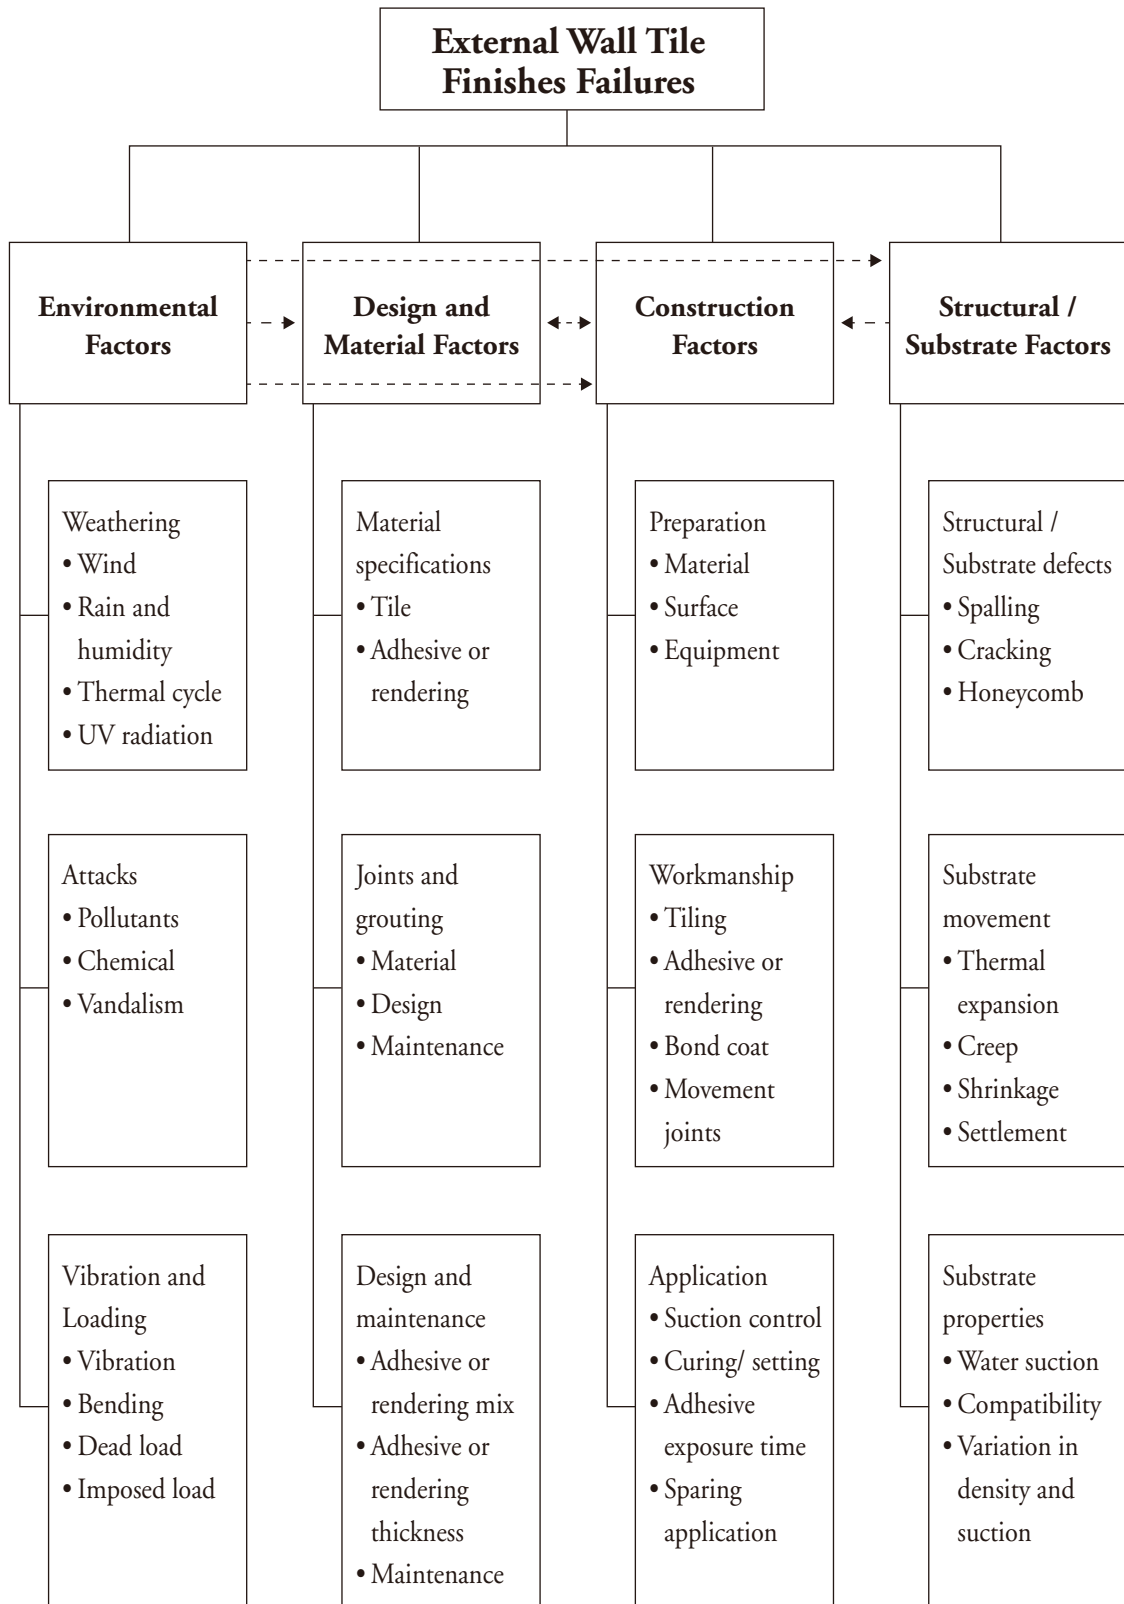 External Wall Tile
Finishes Failures
Environmental
Factors
Design and
Material Factors
Construction
Factors
Structural /
Substrate Factors
Weathering
• Wind
• Rain and
humidity
• Thermal cycle
• UV radiation
Attacks
• Pollutants
• Chemical
• Vandalism
Vibration and
Loading
• Vibration
• Bending
• Dead load
• Imposed load
Material
specifications
• Tile
• Adhesive or
rendering
Joints and
grouting
• Material
• Design
• Maintenance
Design and
maintenance
• Adhesive or
rendering mix
• Adhesive or
rendering
thickness
• Maintenance
Preparation
• Material
• Surface
• Equipment
Workmanship
• Tiling
• Adhesive or
rendering
• Bond coat
• Movement
joints
Application
• Suction control
• Curing/ setting
• Adhesive
exposure time
• Sparing
application
Structural /
Substrate defects
• Spalling
• Cracking
• Honeycomb
Substrate
movement
• Thermal
expansion
• Creep
• Shrinkage
• Settlement
Substrate
properties
• Water suction
• Compatibility
• Variation in
density and
suction